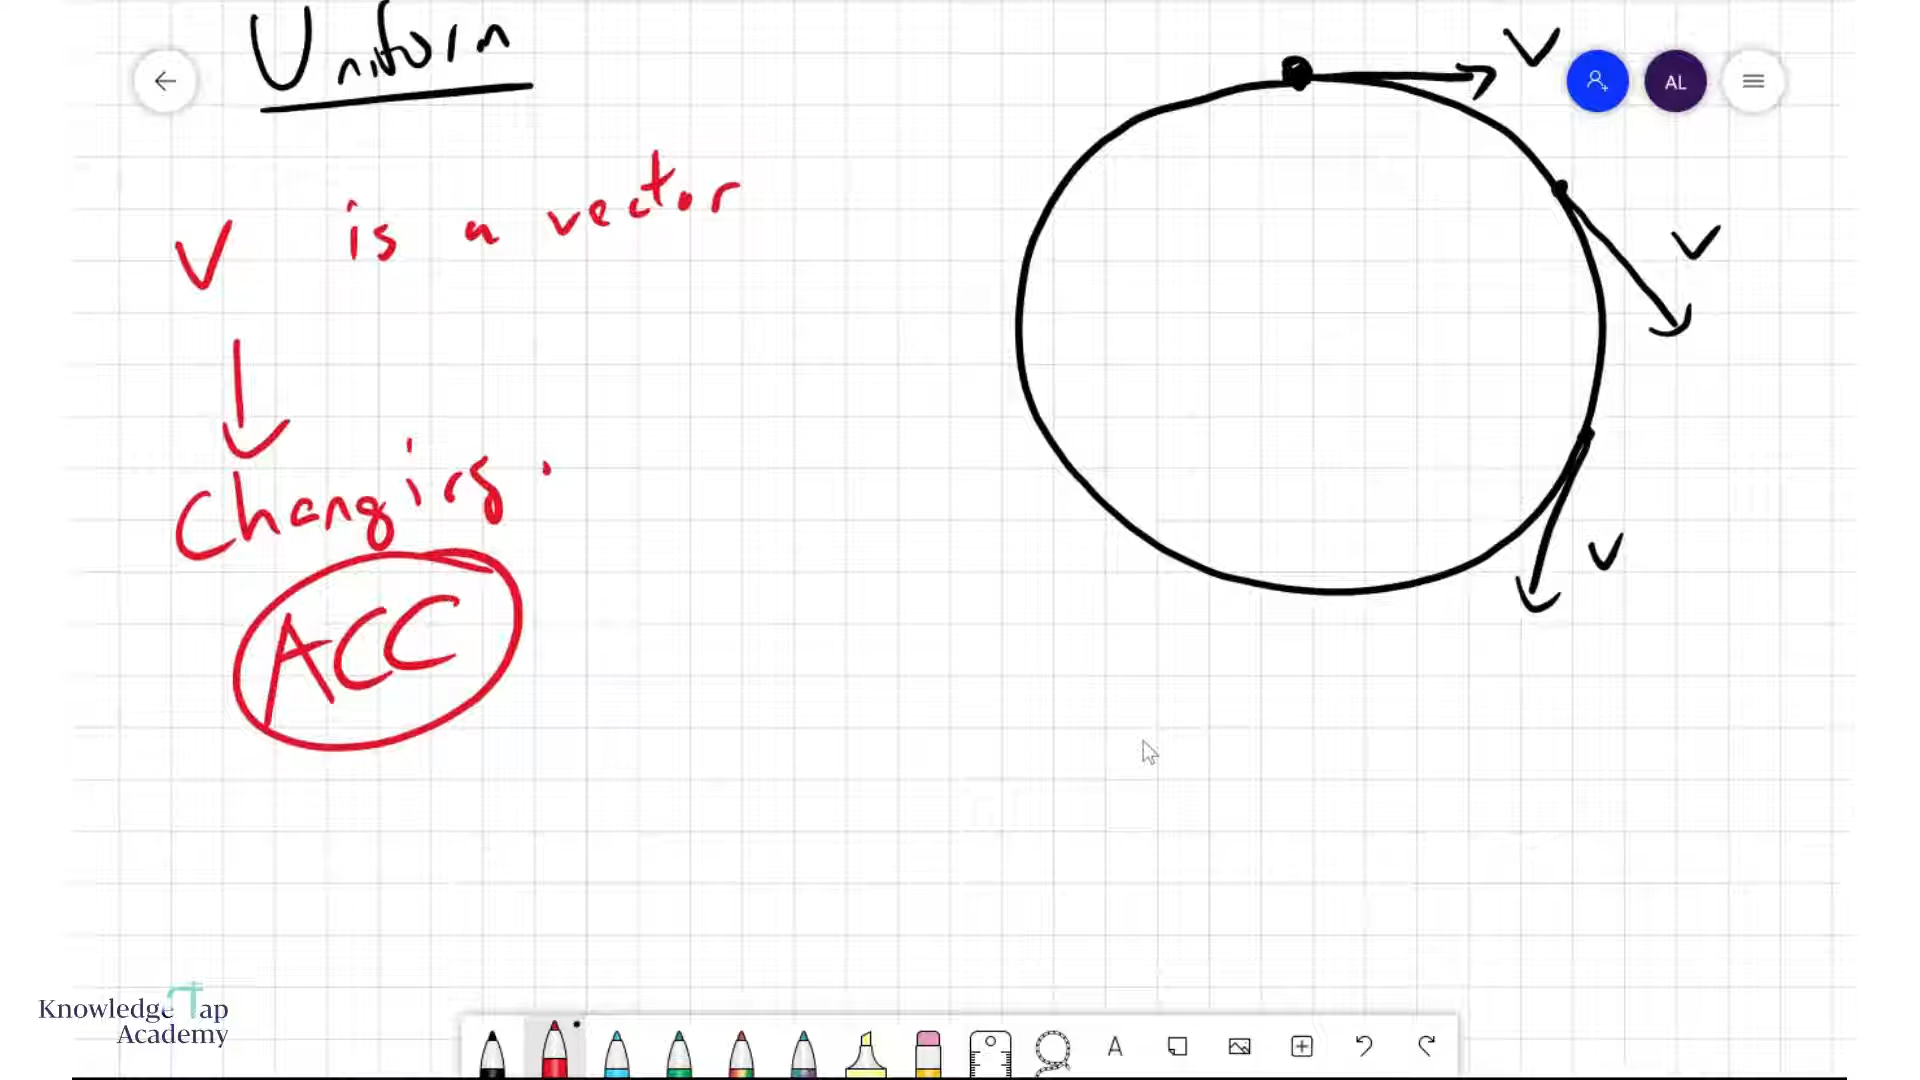 Uniform
V is a vector
Changing.
ACC
V
V
V
AL
A
Knowledge Tap
Academy